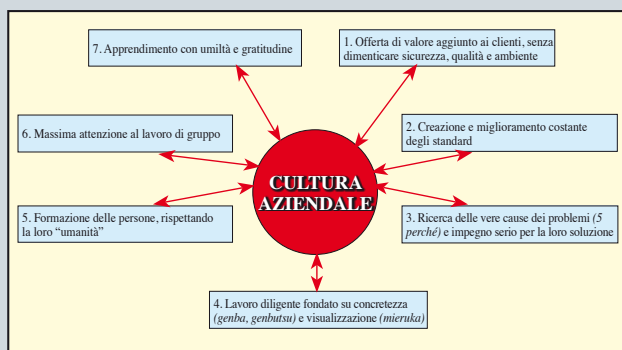 7. Apprendimento con umiltà e gratitudine
1. Offerta di valore aggiunto ai clienti, senza
dimenticare sicurezza, qualità e ambiente
6. Massima attenzione al lavoro di gruppo
2. Creazione e miglioramento costante
degli standard
CULTURA
AZIENDALE
5. Formazione delle persone, rispettando
la loro “umanità”
3. Ricerca delle vere cause dei problemi (5
perché) e impegno serio per la loro soluzione
4. Lavoro diligente fondato su concretezza
(genba, genbutsu) e visualizzazione (mieruka)